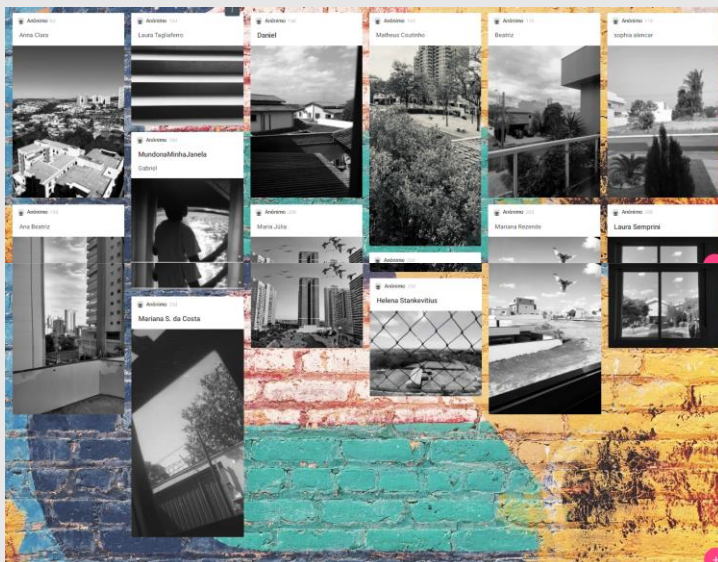 Anônimo
Anna Clara
Anônimo
Laura Tagliaferro
Anônimo
Daniel
Anônimo
Matheus Coutinho
Anônimo
Beatriz
Anônimo
sophia alencar
Anônimo
MundonaMinhaJanela
Gabriel
Anônimo
Ana Beatriz
Anônimo
Maria Júlia
Anônimo
Mariana Rezende
Anônimo
Laura Semprini
Anônimo
Anônimo
Helena Stankevitius
Anônimo
Mariana S. da Costa